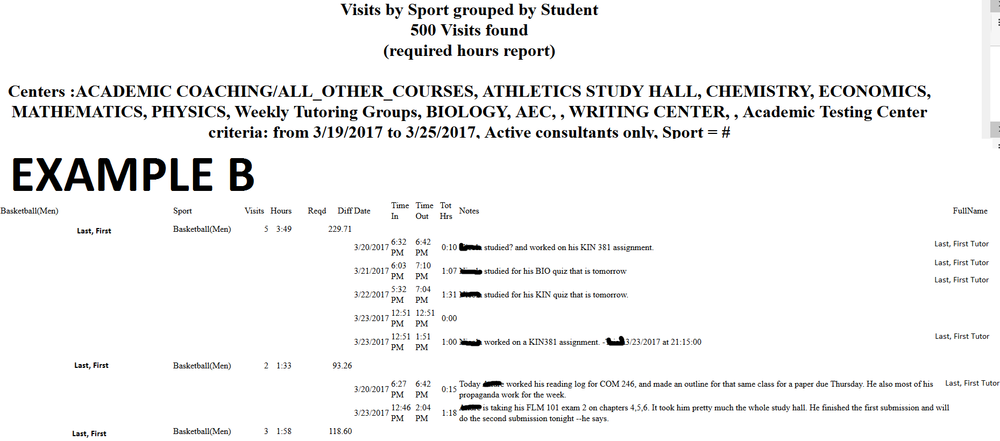 Visits by Sport grouped by Student
500 Visits found
(required hours report)
Centers :ACADEMIC COACHING/ALL_OTHER_COURSES, ATHLETICS STUDY HALL, CHEMISTRY, ECONOMICS,
MATHEMATICS, PHYSICS, Weekly Tutoring Groups, BIOLOGY, AEC, , WRITING CENTER, , Academic Testing Center
criteria: from 3/19/2017 to 3/25/2017, Active consultants only, Sport = #
EXAMPLE B
Basketball(Men) Sport Visits Hours Reqd Diff Date Time In Time Out Tot Hrs Notes FullName
Last, First Basketball(Men) 5 3:49 229.71
3/20/2017 6:32 PM 6:42 PM 0:10 studied? and worked on his KIN 381 assignment. Last, First Tutor
3/21/2017 6:03 PM 7:10 PM 1:07 studied for his BIO quiz that is tomorrow Last, First Tutor
3/22/2017 5:32 PM 7:04 PM 1:31 studied for his KIN quiz that is tomorrow. Last, First Tutor
3/23/2017 12:51 PM 12:51 PM 0:00
3/23/2017 12:51 PM 1:51 PM 1:00 worked on a KIN381 assignment. - 3/23/2017 at 21:15:00 Last, First Tutor
Last, First Basketball(Men) 2 1:33 93.26
3/20/2017 6:27 PM 6:42 PM 0:15 Today worked his reading log for COM 246, and made an outline for that same class for a paper due Thursday. He also most of his Last, First Tutor
propaganda work for the week.
3/23/2017 12:46 PM 2:04 PM 1:18 is taking his FLM 101 exam 2 on chapters 4,5,6. It took him pretty much the whole study hall. He finished the first submission and will
do the second submission tonight --he says.
Last, First Basketball(Men) 3 1:58 118.60